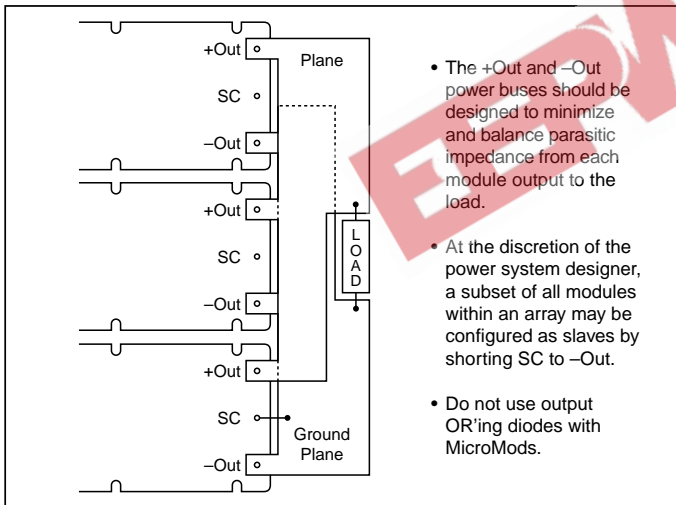 +Out
Plane
SC
–Out
+Out
SC
–Out
+Out
SC
Ground
Plane
–Out
LOAD
• The +Out and –Out
power buses should be
designed to minimize
and balance parasitic
impedance from each
module output to the
load.
• At the discretion of the
power system designer,
a subset of all modules
within an array may be
configured as slaves by
shorting SC to –Out.
• Do not use output
OR'ing diodes with
MicroMods.